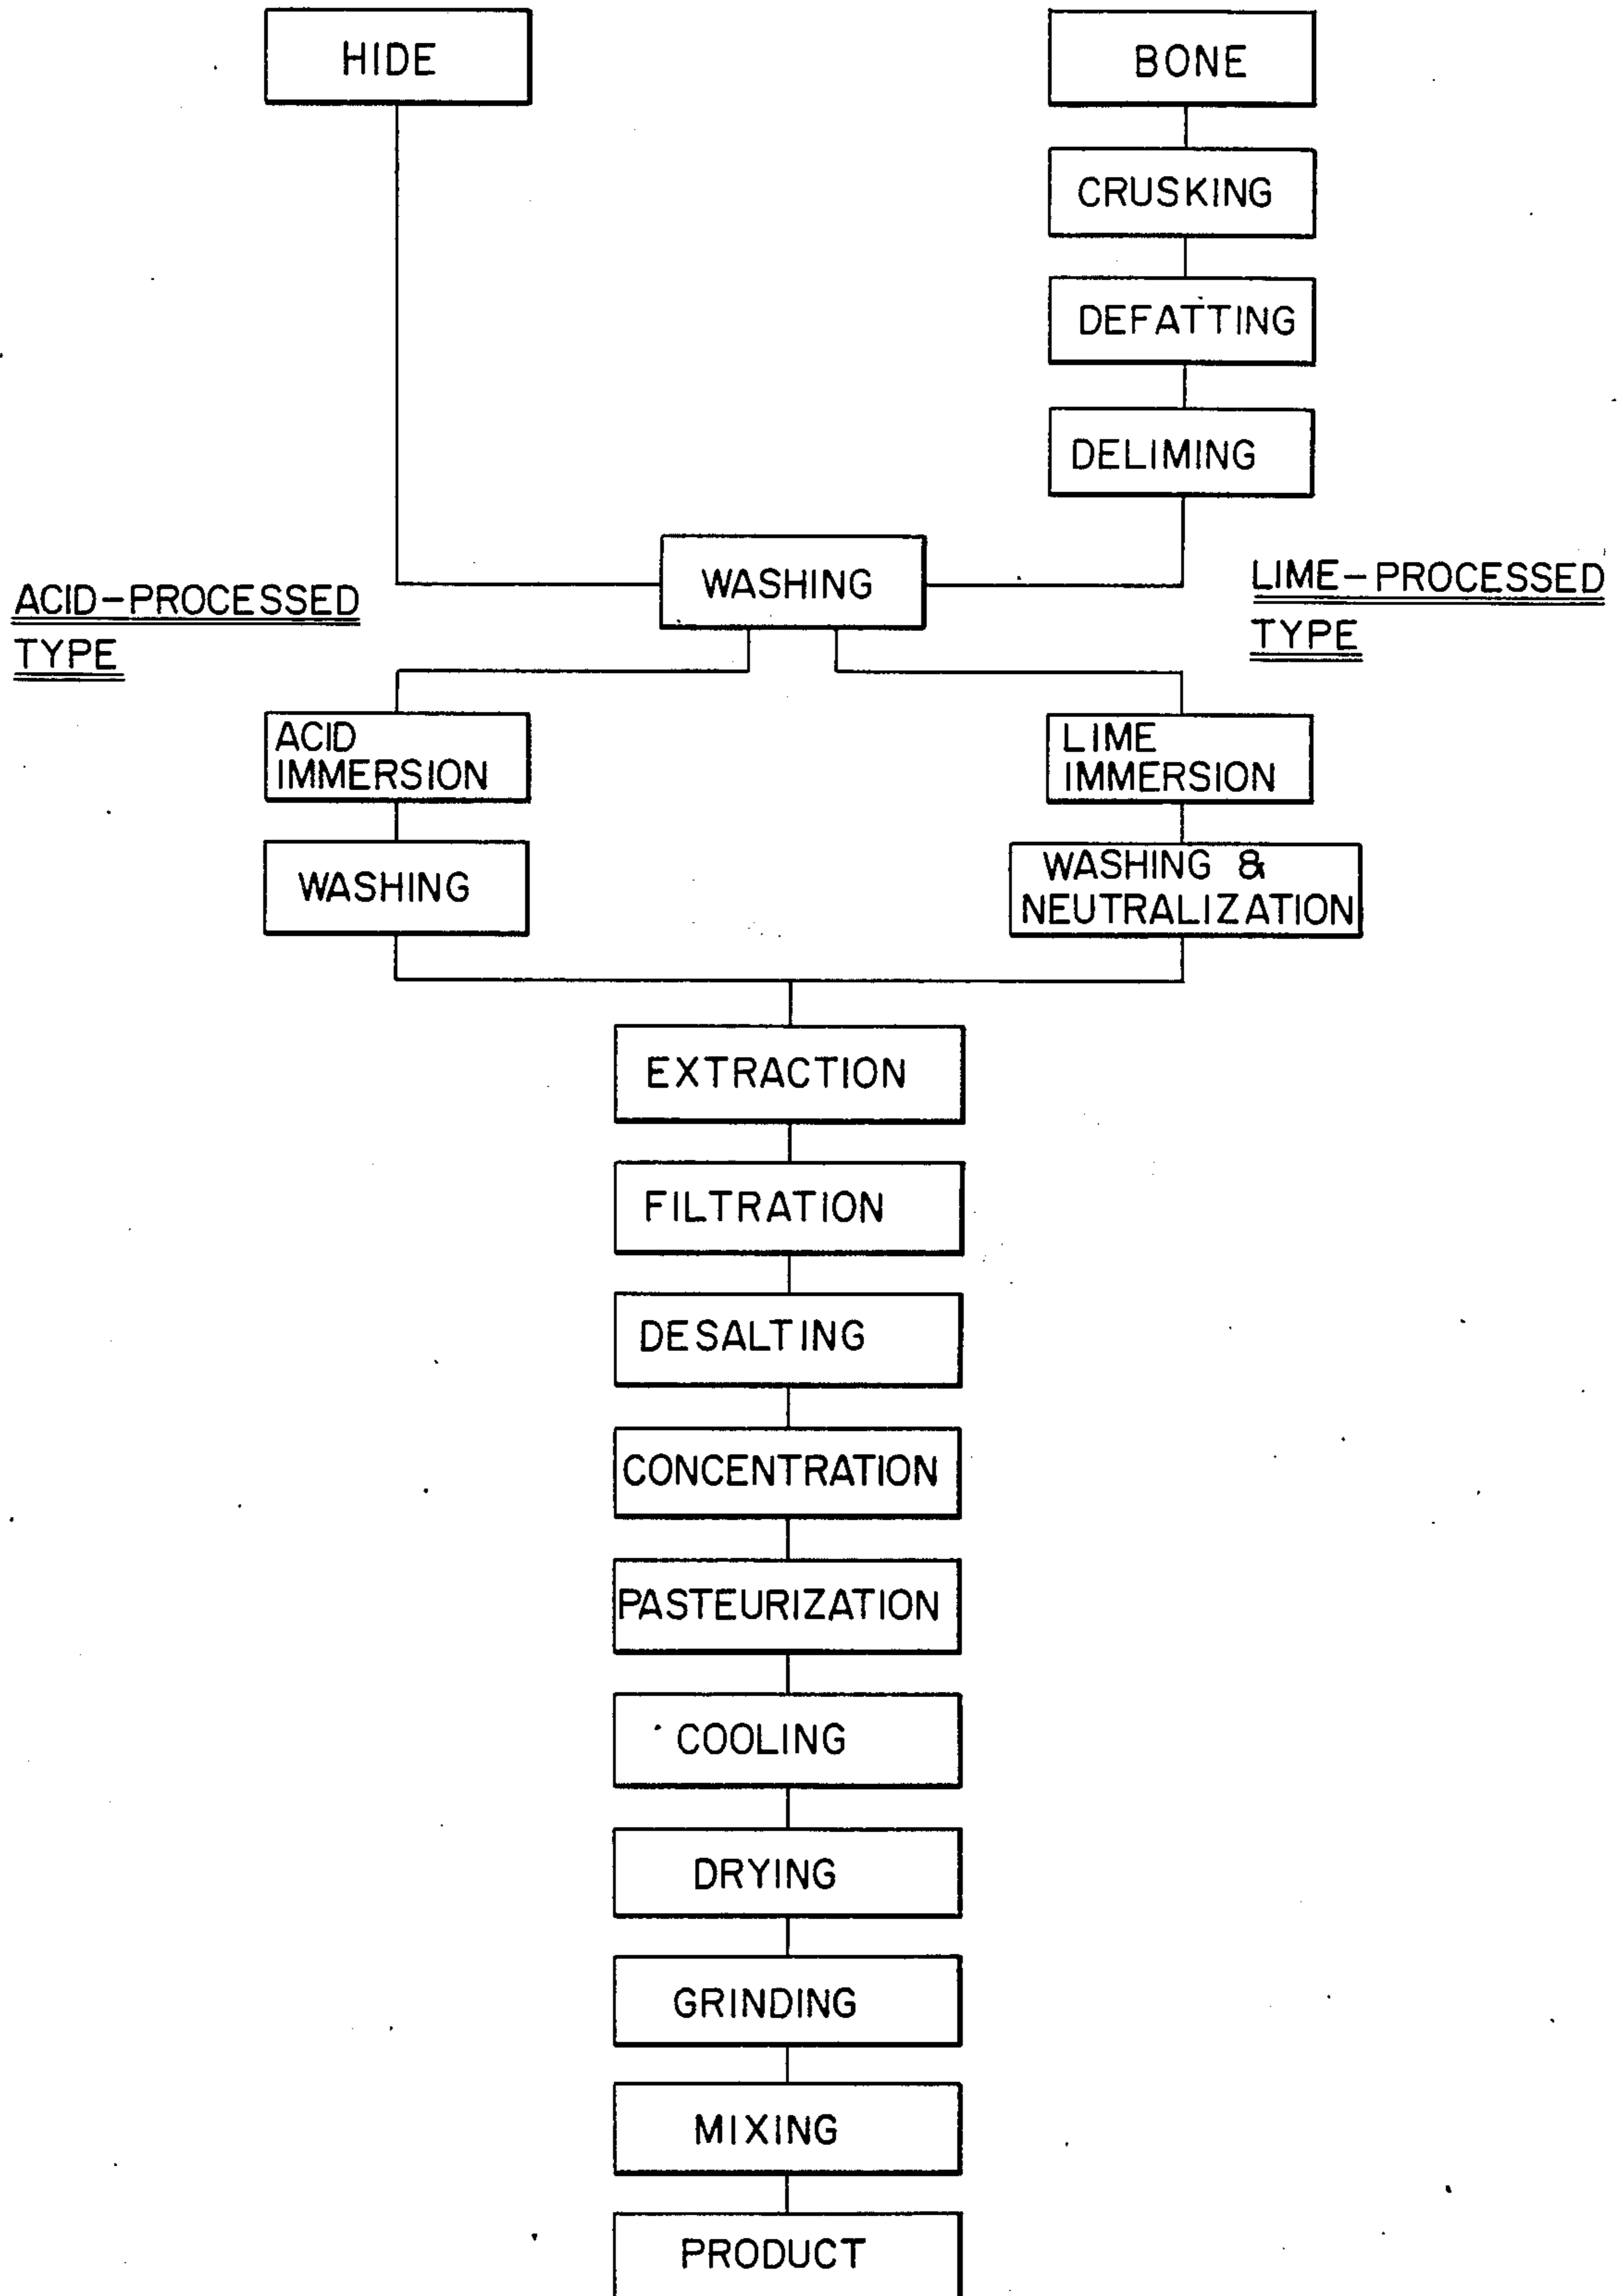 HIDE
BONE
CRUSKING
DEFATTING
DELIMING
WASHING
ACID-PROCESSED
TYPE
LIME-PROCESSED
TYPE
ACID
IMMERSION
LIME
IMMERSION
WASHING
WASHING &
NEUTRALIZATION
EXTRACTION
FILTRATION
DESALTING
CONCENTRATION
PASTEURIZATION
COOLING
DRYING
GRINDING
MIXING
PRODUCT